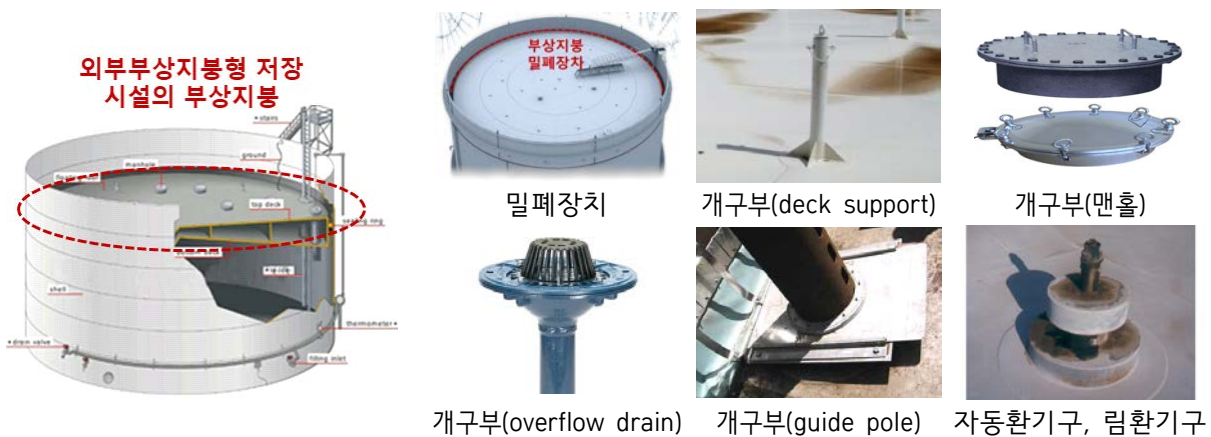 외부부상지붕형 저장
시설의 부상지붕
stairs
ground
manhole
top deck
shell
thermometer
drain valve
filling inlet
부상지붕
밀폐장차
밀폐장치
개구부(deck support)
개구부(맨홀)
개구부(overflow drain)
개구부(guide pole)
자동환기구, 림환기구